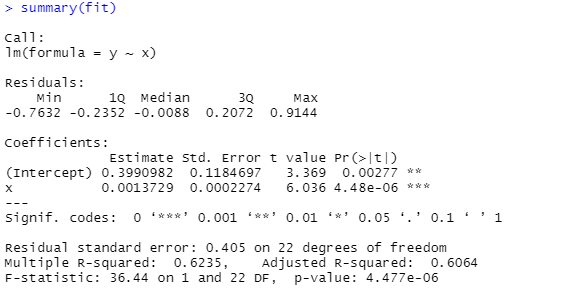 > summary(fit)
Call:
lm(formula = y ~ x)
Residuals:
Min 1Q Median 3Q Max
-0.7632 -0.2352 -0.0088 0.2072 0.9144
Coefficients:
Estimate Std. Error t value Pr(>|t|)
(Intercept) 0.3990982 0.1184697 3.369 0.00277 **
x 0.0013729 0.0002274 6.036 4.48e-06 ***
---
Signif. codes: 0 ‘***’ 0.001 ‘**’ 0.01 ‘*’ 0.05 ‘.’ 0.1 ‘ ’ 1
Residual standard error: 0.405 on 22 degrees of freedom
Multiple R-squared: 0.6235, Adjusted R-squared: 0.6064
F-statistic: 36.44 on 1 and 22 DF, p-value: 4.477e-06